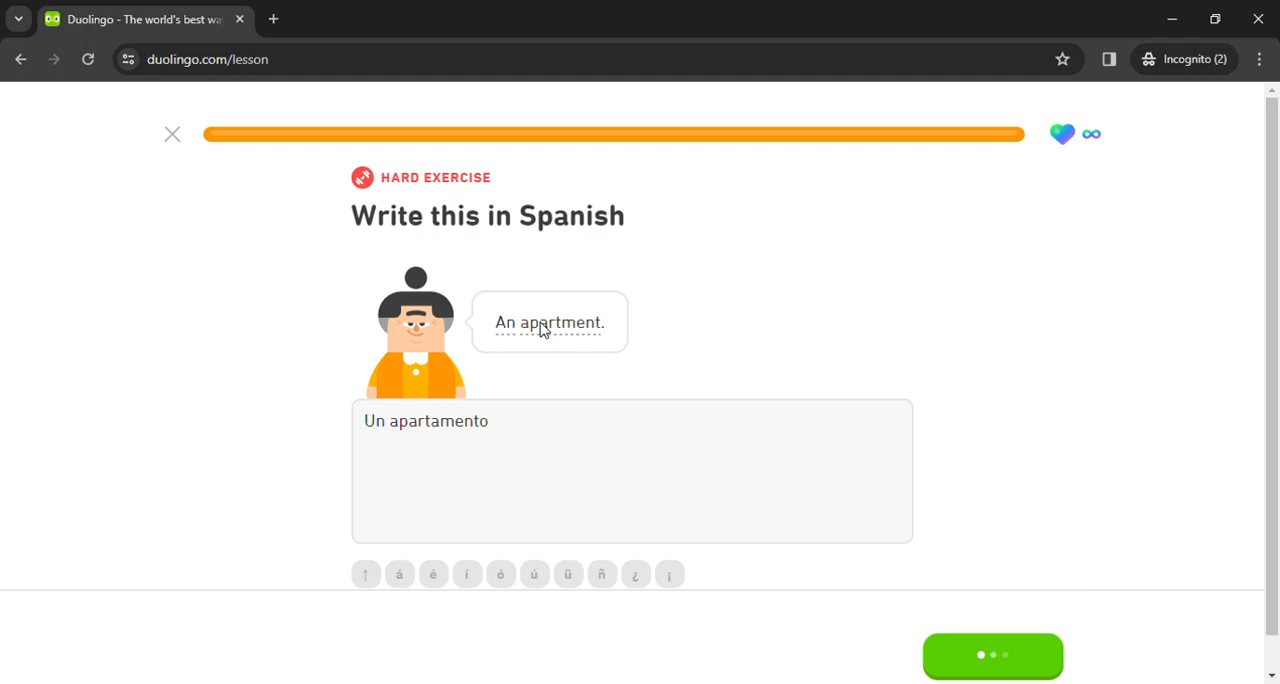 Duolingo - The world's best wa
duolingo.com/lesson
Incognito (2)
HARD EXERCISE
Write this in Spanish
An apartment.
Un apartamento
↑ á é í ó ú ü ñ ¿ ¡